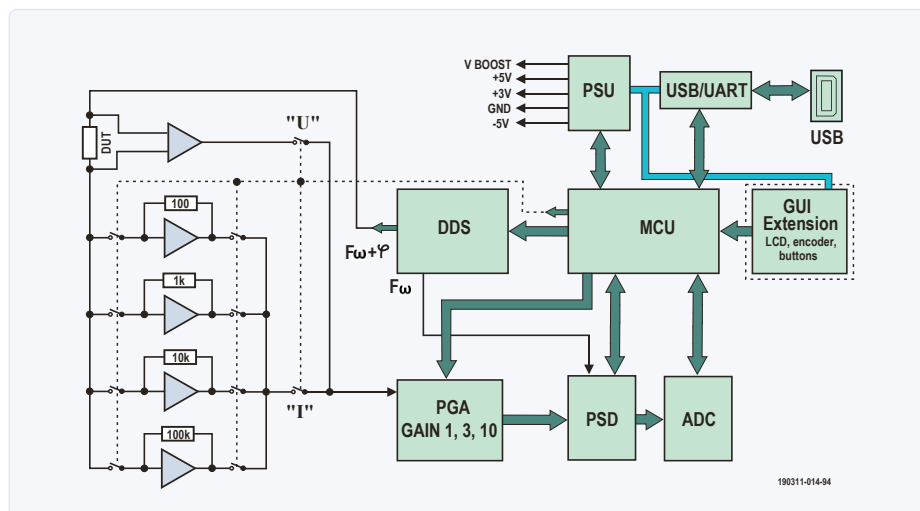 V BOOST
+5V
+3V
GND
-5V
PSU
USB/UART
USB
"U"
DUT
100
1k
10k
100k
"I"
DDS
Fω+φ
Fω
MCU
GUI
Extension
LCD, encoder,
buttons
PGA
GAIN 1, 3, 10
PSD
ADC
190311-014-94